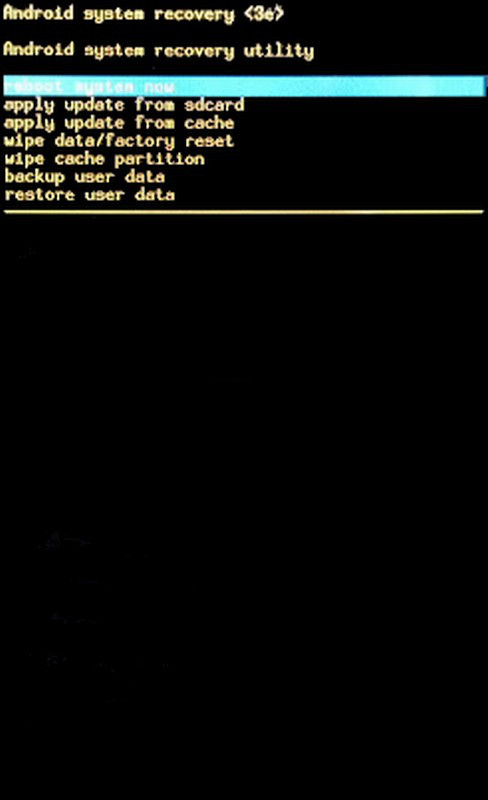 Android system recovery <3e>
Android system recovery utility
reboot system now
apply update from sdcard
apply update from cache
wipe data/factory reset
wipe cache partition
backup user data
restore user data